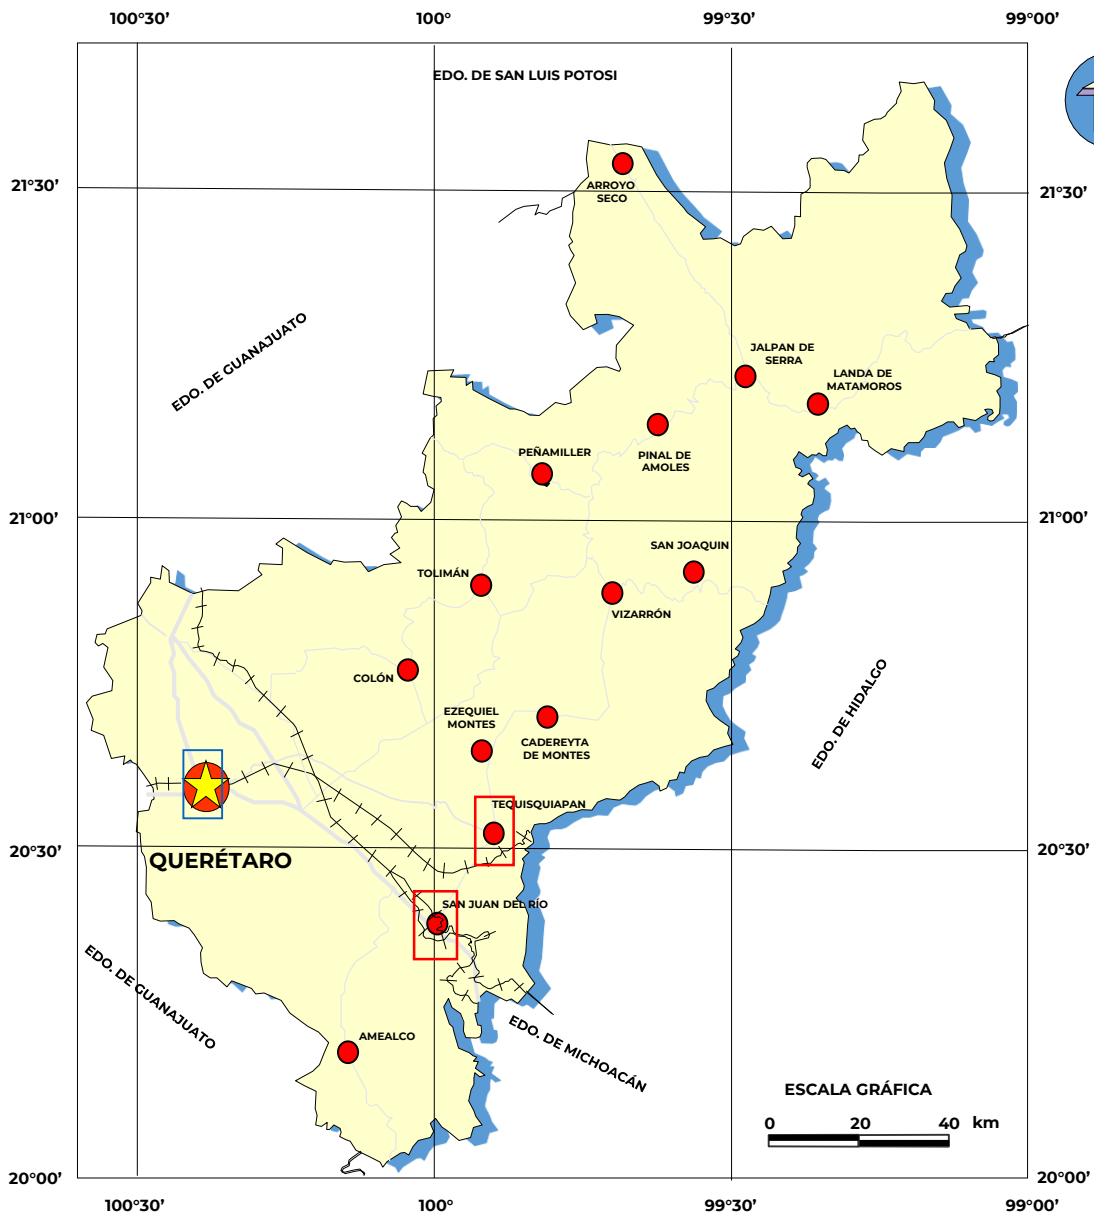 100°30’
100°
99°30’
99°00’
EDO. DE SAN LUIS POTOSI
21°30’
21°30’
ARROYO
SECO
EDO. DE GUANAJUATO
JALPAN DE
SERRA
LANDA DE
MATAMOROS
PEÑAMILLER
PINAL DE
AMOLES
21°00’
21°00’
SAN JOAQUIN
TOLIMÁN
VIZARRÓN
COLÓN
EZEQUIEL
MONTES
CADEREYTA
DE MONTES
EDO. DE HIDALGO
TEQUISQUIAPAN
20°30’
20°30’
QUERÉTARO
SAN JUAN DEL RÍO
EDO. DE GUANAJUATO
AMEALCO
EDO. DE MICHOACÁN
ESCALA GRÁFICA
0 20 40 km
20°00’
20°00’
100°30’
100°
99°30’
99°00’